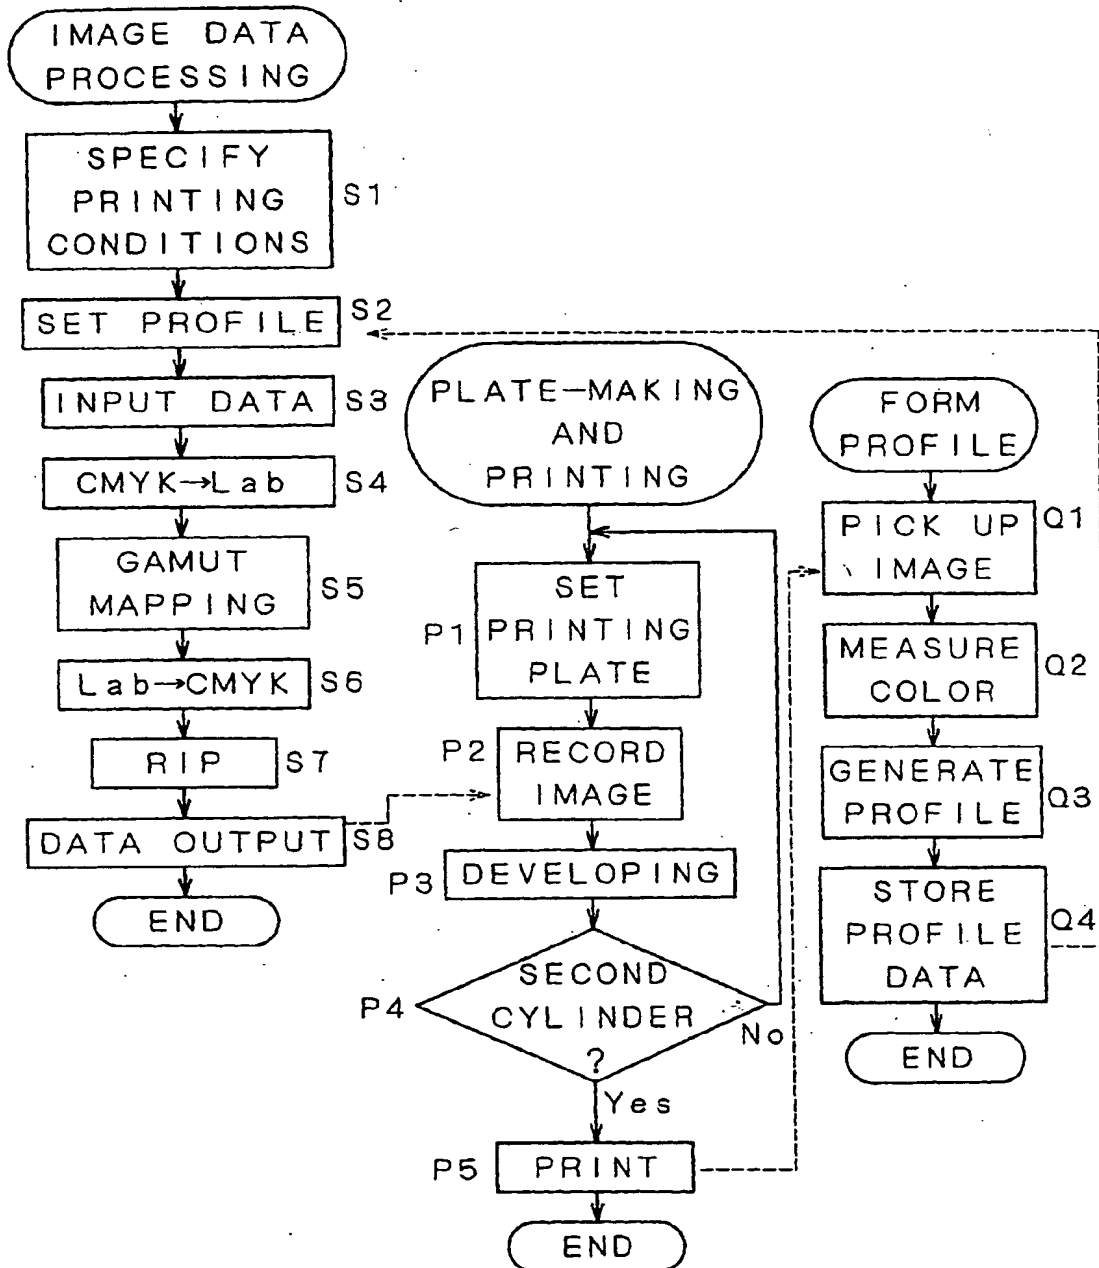 IMAGE DATA
PROCESSING
SPECIFY
PRINTING
CONDITIONS
S1
SET PROFILE
S2
INPUT DATA
S3
CMYK→Lab
S4
GAMUT
MAPPING
S5
Lab→CMYK
S6
RIP
S7
DATA OUTPUT
S8
END
PLATE-MAKING
AND
PRINTING
P1
SET
PRINTING
PLATE
P2
RECORD
IMAGE
P3
DEVELOPING
P4
SECOND
CYLINDER
?
No
Yes
P5
PRINT
END
FORM
PROFILE
PICK UP
IMAGE
Q1
MEASURE
COLOR
Q2
GENERATE
PROFILE
Q3
STORE
PROFILE
DATA
Q4
END